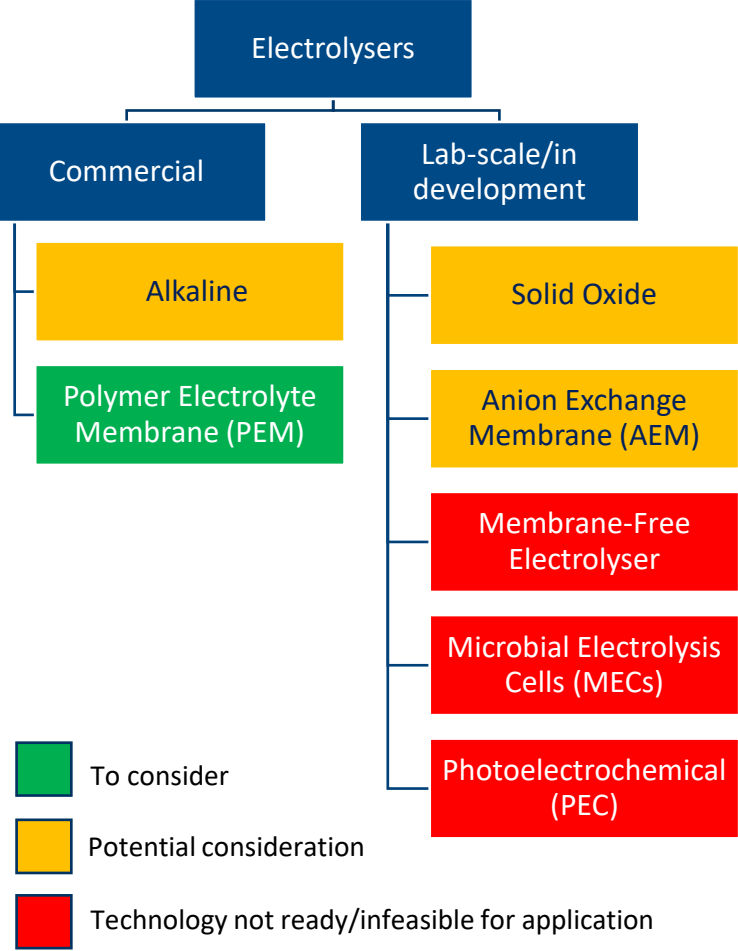 Electrolysers
Commercial
Lab-scale/in
development
Alkaline
Polymer Electrolyte
Membrane (PEM)
Solid Oxide
Anion Exchange
Membrane (AEM)
Membrane-Free
Electrolyser
Microbial Electrolysis
Cells (MECs)
Photoelectrochemical
(PEC)
To consider
Potential consideration
Technology not ready/infeasible for application